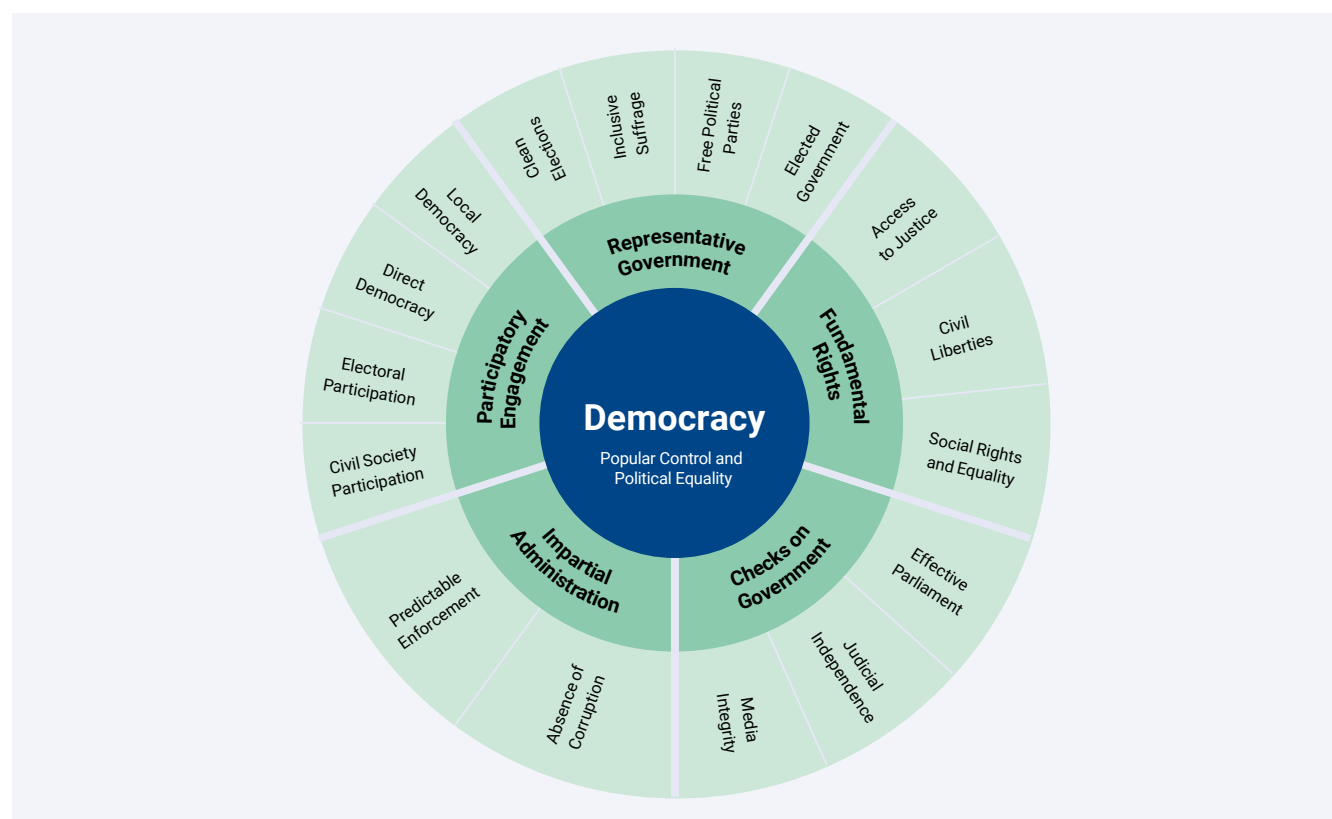 Democracy
Popular Control and
Political Equality
Representative
Government
Clean
Elections
Inclusive
Suffrage
Free Political
Parties
Elected
Government
Fundamental
Rights
Access
to Justice
Civil
Liberties
Social Rights
and Equality
Checks on
Government
Effective
Parliament
Judicial
Independence
Media
Integrity
Impartial
Administration
Absence of
Corruption
Predictable
Enforcement
Participatory
Engagement
Civil Society
Participation
Electoral
Participation
Direct
Democracy
Local
Democracy